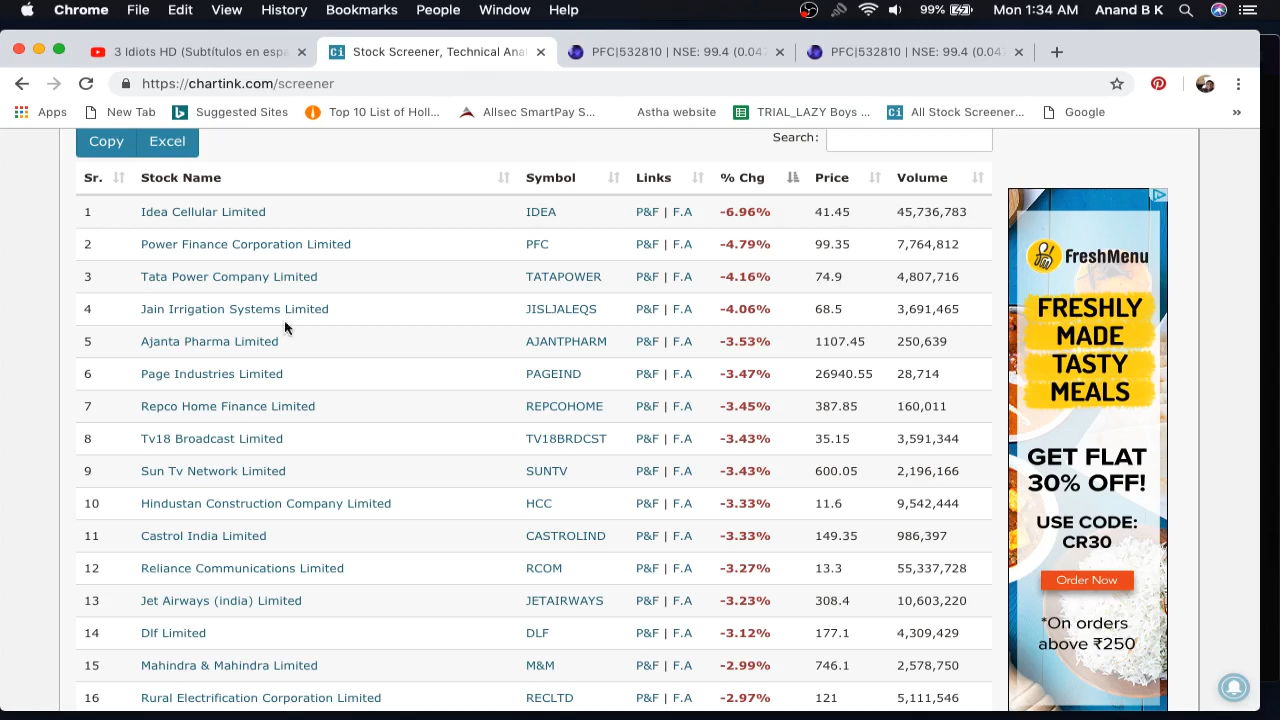 Chrome File Edit View History Bookmarks People Window Help 99% Mon 1:34 AM Anand B K
3 Idiots HD (Subtítulos en esp Stock Screener, Technical Ana PFC|532810 | NSE: 99.4 (0.04 PFC|532810 | NSE: 99.4 (0.04
https://chartink.com/screener
Apps New Tab Suggested Sites Top 10 List of Holl... Allsec SmartPay S... Astha website TRIAL_LAZY Boys ... All Stock Screener... Google »
Copy Excel Search:
Sr. Stock Name Symbol Links % Chg Price Volume
1 Idea Cellular Limited IDEA P&F | F.A -6.96% 41.45 45,736,783
2 Power Finance Corporation Limited PFC P&F | F.A -4.79% 99.35 7,764,812
3 Tata Power Company Limited TATAPOWER P&F | F.A -4.16% 74.9 4,807,716
4 Jain Irrigation Systems Limited JISLJALEQS P&F | F.A -4.06% 68.5 3,691,465
5 Ajanta Pharma Limited AJANTPHARM P&F | F.A -3.53% 1107.45 250,639
6 Page Industries Limited PAGEIND P&F | F.A -3.47% 26940.55 28,714
7 Repco Home Finance Limited REPCOHOME P&F | F.A -3.45% 387.85 160,011
8 Tv18 Broadcast Limited TV18BRDCST P&F | F.A -3.43% 35.15 3,591,344
9 Sun Tv Network Limited SUNTV P&F | F.A -3.43% 600.05 2,196,166
10 Hindustan Construction Company Limited HCC P&F | F.A -3.33% 11.6 9,542,444
11 Castrol India Limited CASTROLIND P&F | F.A -3.33% 149.35 986,397
12 Reliance Communications Limited RCOM P&F | F.A -3.27% 13.3 55,337,728
13 Jet Airways (india) Limited JETAIRWAYS P&F | F.A -3.23% 308.4 10,603,220
14 Dlf Limited DLF P&F | F.A -3.12% 177.1 4,309,429
15 Mahindra & Mahindra Limited M&M P&F | F.A -2.99% 746.1 2,578,750
16 Rural Electrification Corporation Limited RECLTD P&F | F.A -2.97% 121 5,111,546
FreshMenu
FRESHLY
MADE
TASTY
MEALS
GET FLAT
30% OFF!
USE CODE:
CR30
Order Now
*On orders
above ₹250